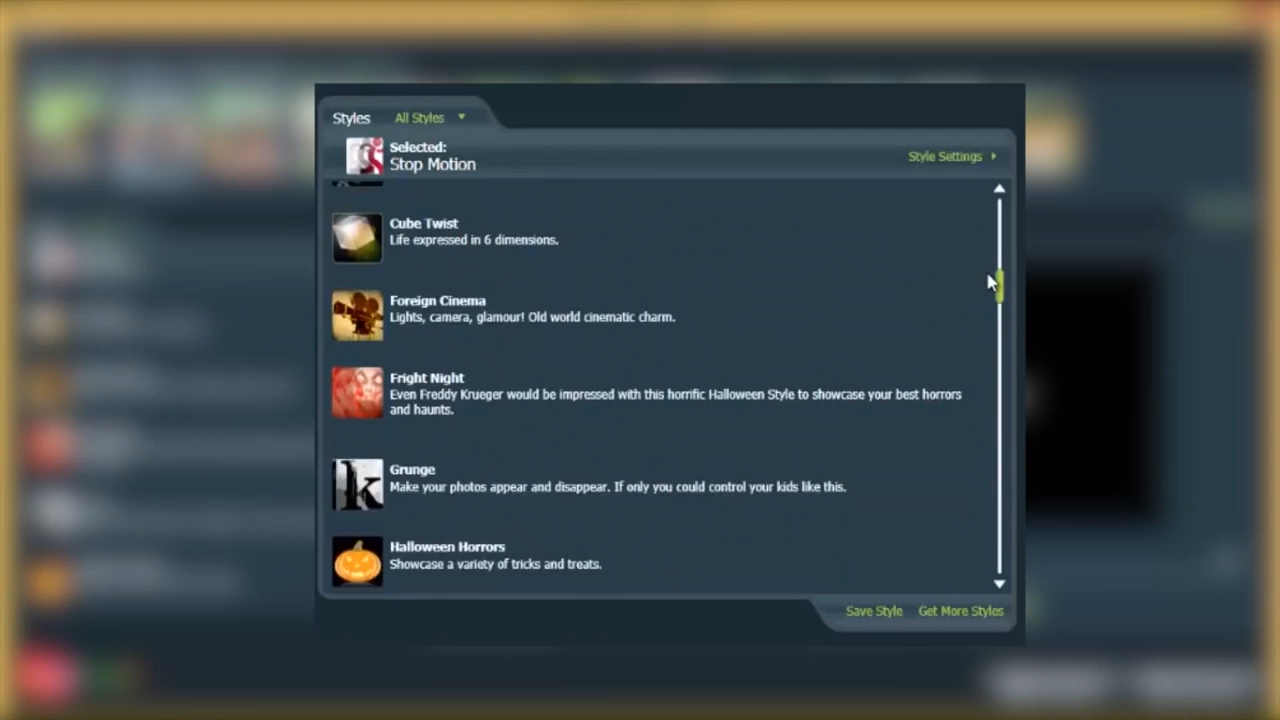 Styles All Styles
Selected:
Stop Motion
Style Settings
Cube Twist
Life expressed in 6 dimensions.
Foreign Cinema
Lights, camera, glamour! Old world cinematic charm.
Fright Night
Even Freddy Krueger would be impressed with this horrific Halloween Style to showcase your best horrors
and haunts.
Grunge
Make your photos appear and disappear. If only you could control your kids like this.
k
Halloween Horrors
Showcase a variety of tricks and treats.
Save Style Get More Styles